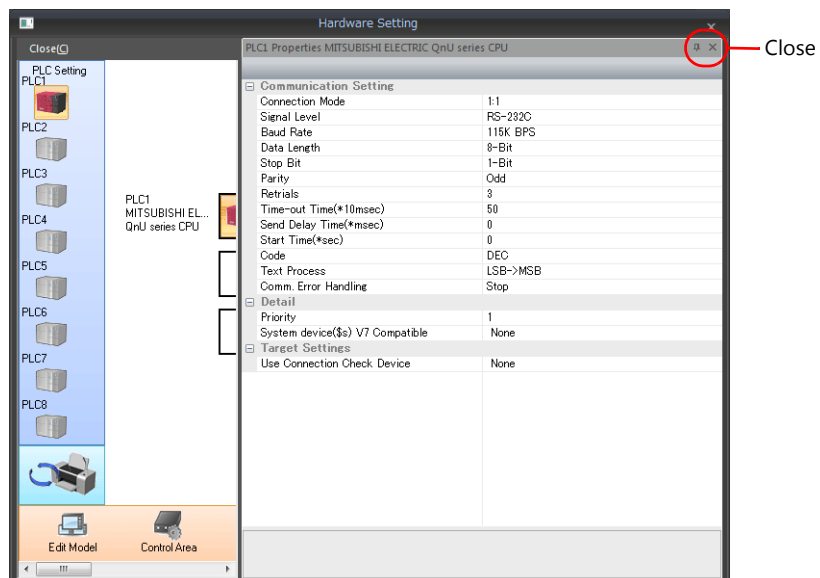 Hardware Setting
Close(C)
PLC1 Properties MITSUBISHI ELECTRIC QnU series CPU
Close
PLC Setting
PLC1
PLC2
PLC3
PLC4
PLC5
PLC6
PLC7
PLC8
PLC1
MITSUBISHI EL...
QnU series CPU
Edit Model
Control Area
Communication Setting
Connection Mode 1:1
Signal Level RS-232C
Baud Rate 115K BPS
Data Length 8-Bit
Stop Bit 1-Bit
Parity Odd
Retrials 3
Time-out Time(*10msec) 50
Send Delay Time(*msec) 0
Start Time(*sec) 0
Code DEC
Text Process LSB->MSB
Comm. Error Handling Stop
Detail
Priority 1
System device($s) V7 Compatible None
Target Settings
Use Connection Check Device None